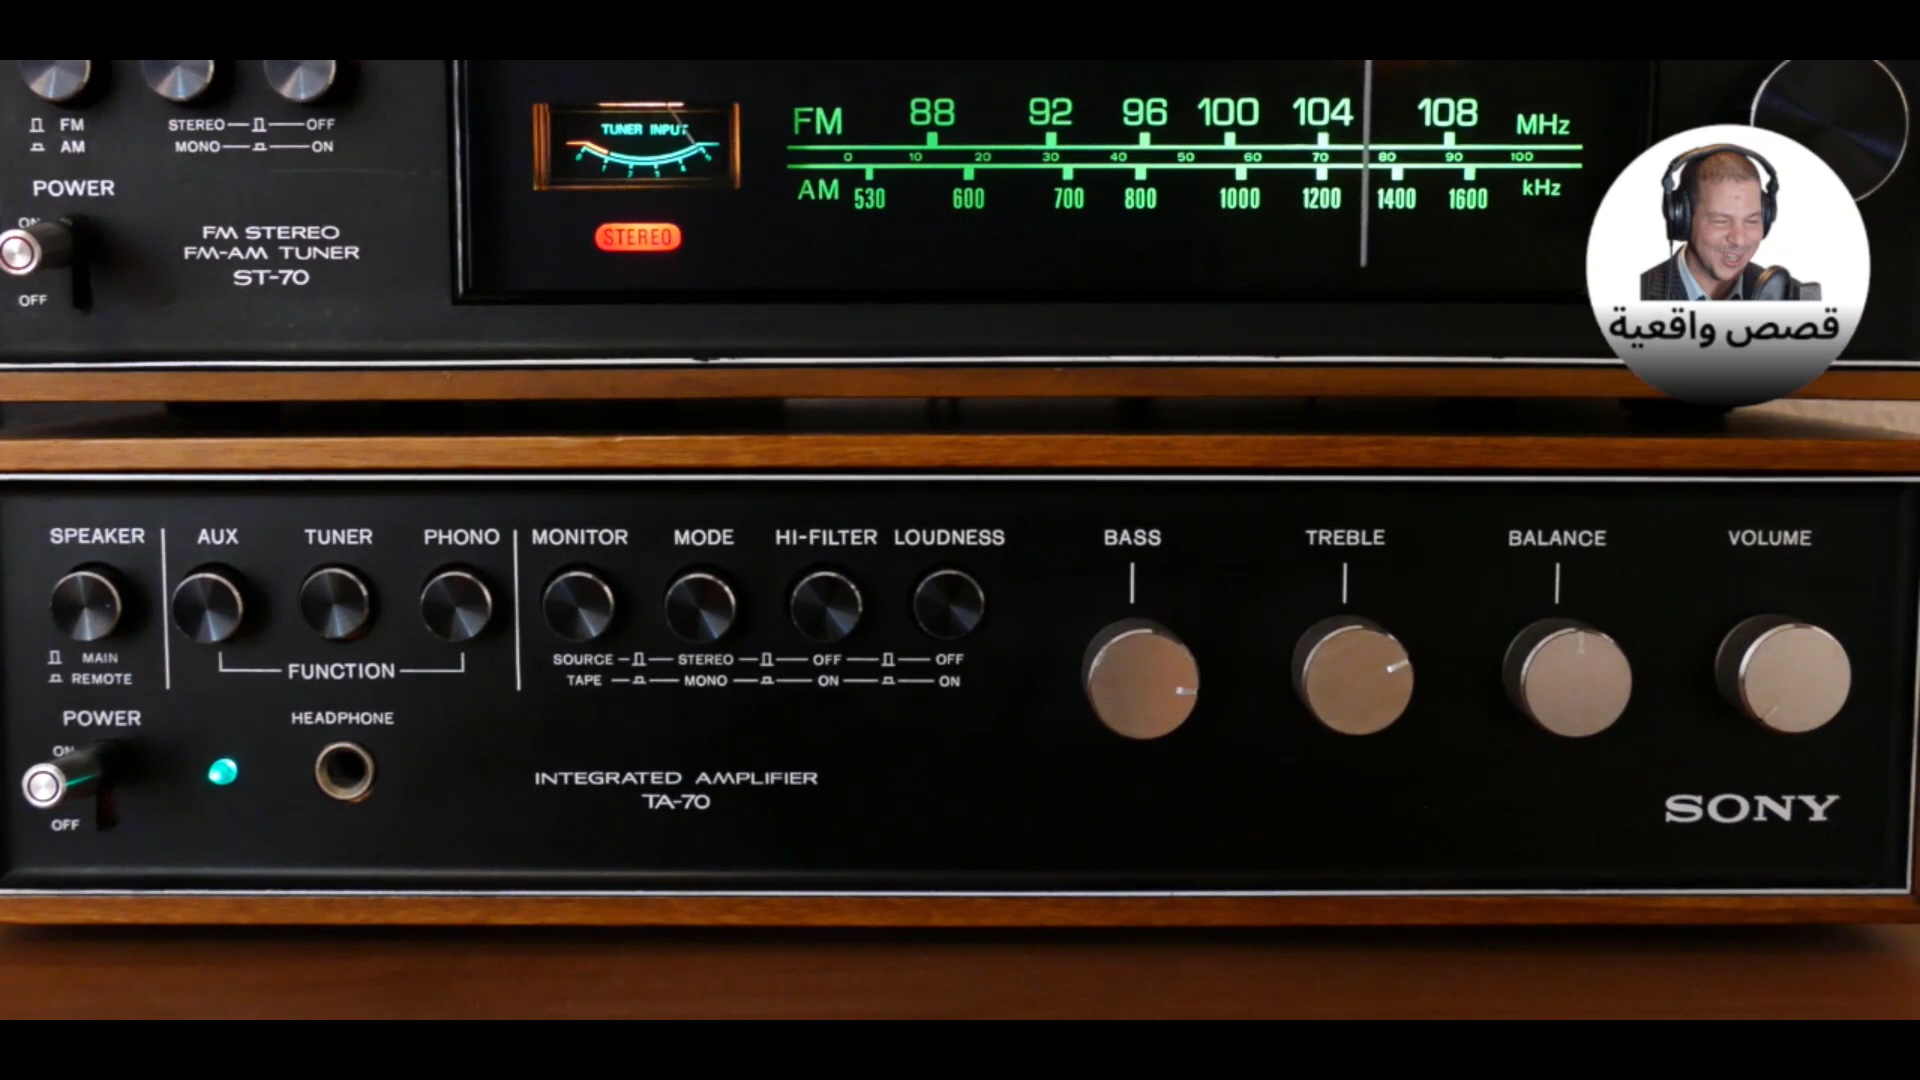 FM 88 92 96 100 104 108 MHz
0 10 20 30 40 50 60 70 80 90 100
AM 530 600 700 800 1000 1200 1400 1600 kHz
TUNER INPUT
STEREO
FM STEREO OFF
AM MONO ON
POWER
ON
OFF
FM STEREO
FM-AM TUNER
ST-70
قصص واقعية
SPEAKER AUX TUNER PHONO MONITOR MODE HI-FILTER LOUDNESS BASS TREBLE BALANCE VOLUME
MAIN SOURCE STEREO OFF OFF
REMOTE FUNCTION TAPE MONO ON ON
POWER HEADPHONE
ON
OFF
INTEGRATED AMPLIFIER
TA-70
SONY